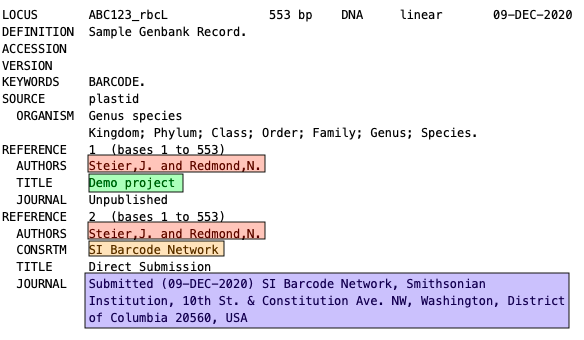 LOCUS       ABC123_rbcL              553 bp    DNA     linear       09-DEC-2020
DEFINITION  Sample Genbank Record.
ACCESSION
VERSION
KEYWORDS    BARCODE.
SOURCE      plastid
  ORGANISM  Genus species
            Kingdom; Phylum; Class; Order; Family; Genus; Species.
REFERENCE   1  (bases 1 to 553)
  AUTHORS   Steier,J. and Redmond,N.
  TITLE     Demo project
  JOURNAL   Unpublished
REFERENCE   2  (bases 1 to 553)
  AUTHORS   Steier,J. and Redmond,N.
  CONSRTM   SI Barcode Network
  TITLE     Direct Submission
  JOURNAL   Submitted (09-DEC-2020) SI Barcode Network, Smithsonian
            Institution, 10th St. & Constitution Ave. NW, Washington, District
            of Columbia 20560, USA